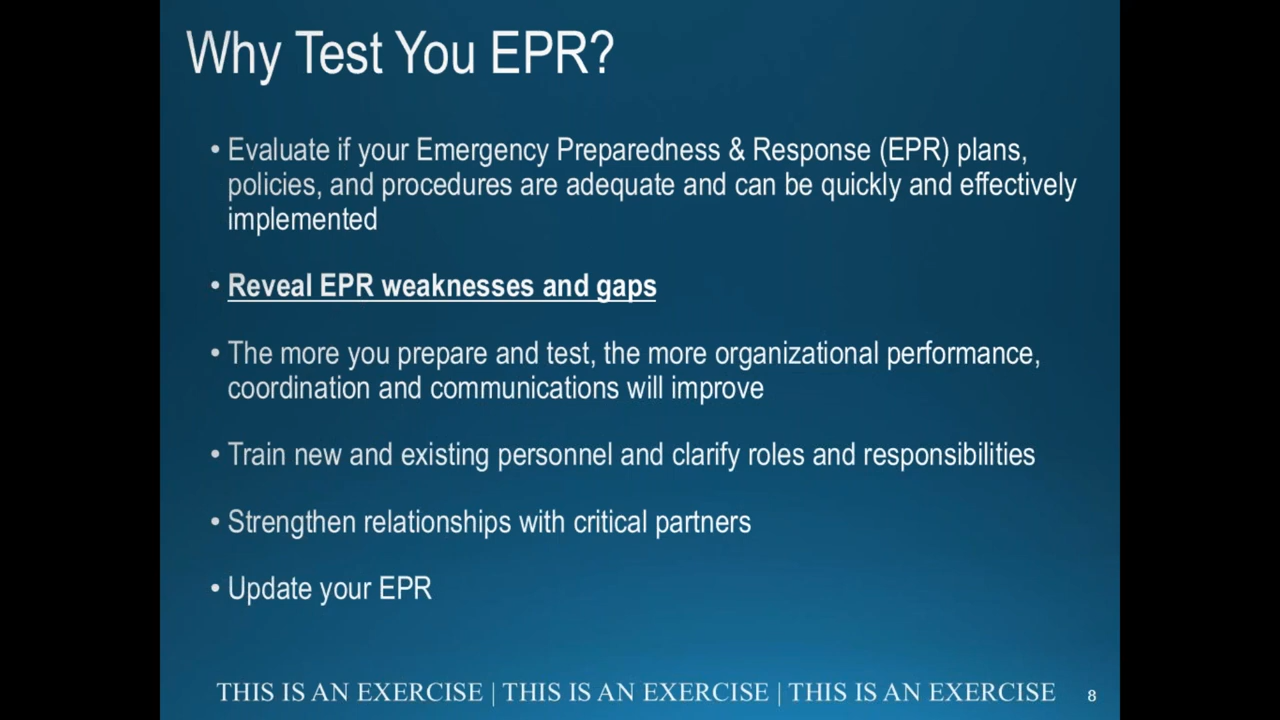 Why Test You EPR?
• Evaluate if your Emergency Preparedness & Response (EPR) plans,
policies, and procedures are adequate and can be quickly and effectively
implemented
• Reveal EPR weaknesses and gaps
• The more you prepare and test, the more organizational performance,
coordination and communications will improve
• Train new and existing personnel and clarify roles and responsibilities
• Strengthen relationships with critical partners
• Update your EPR
THIS IS AN EXERCISE | THIS IS AN EXERCISE | THIS IS AN EXERCISE 8